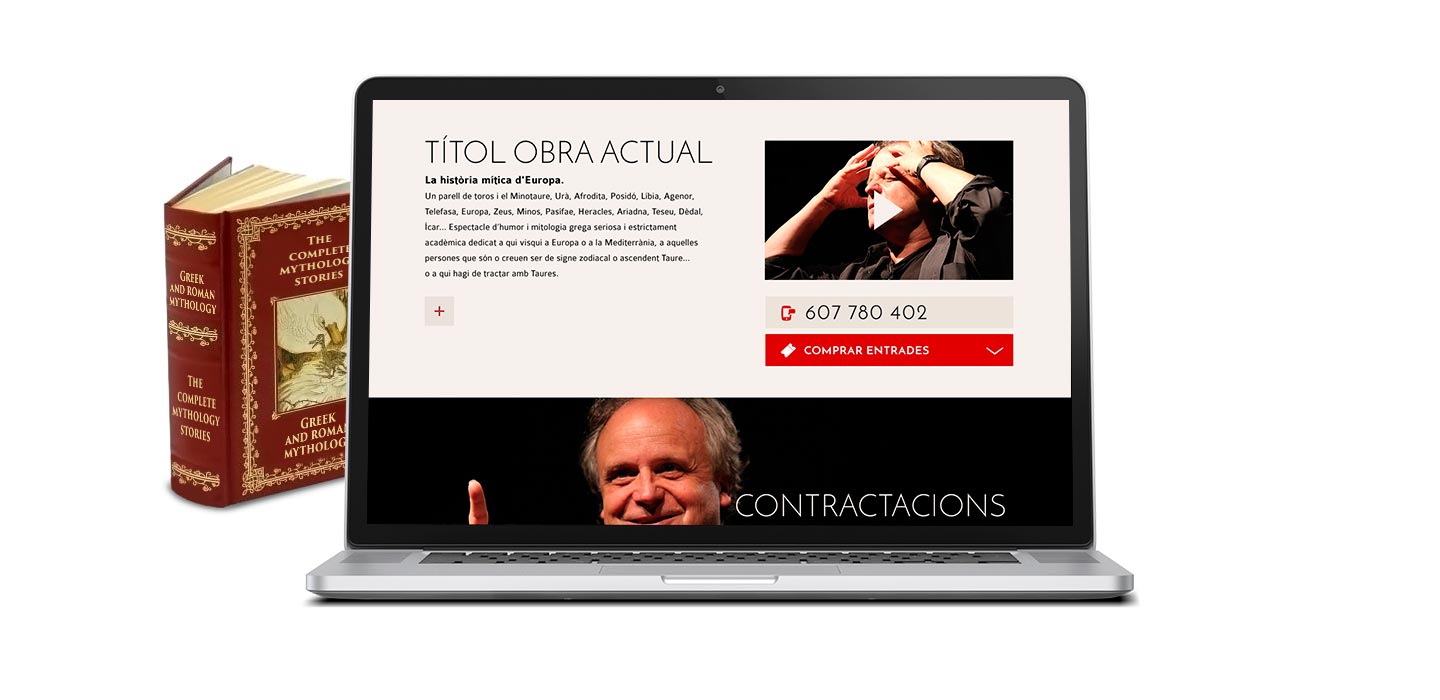 THE
COMPLETE
MYTHOLOGY
STORIES
GREEK
AND ROMAN
MYTHOLOGY
GREEK
AND ROMAN
MYTHOLOGY
THE
COMPLETE
MYTHOLOGY
STORIES
TÍTOL OBRA ACTUAL
La història mítica d'Europa.
Un parell de toros i el Minotaure, Urà, Afrodita, Posidó, Líbia, Agenor,
Telefasa, Europa, Zeus, Minos, Pasifae, Heracles, Ariadna, Teseu, Dèdal,
Ícar... Espectacle d'humor i mitologia grega seriosa i estrictament
acadèmica dedicat a qui visqui a Europa o a la Mediterrània, a aquelles
persones que són o creuen ser de signe zodiacal o ascendent Taure...
o a qui hagi de tractar amb Taures.
+
607 780 402
COMPRAR ENTRADES
CONTRACTACIONS